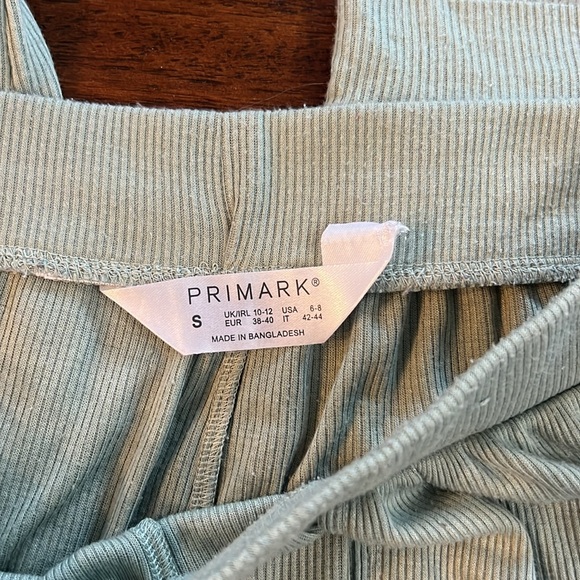 PRIMARK®
S UK/IRL 10-12 USA 6-8
EUR 38-40 IT 42-44
MADE IN BANGLADESH